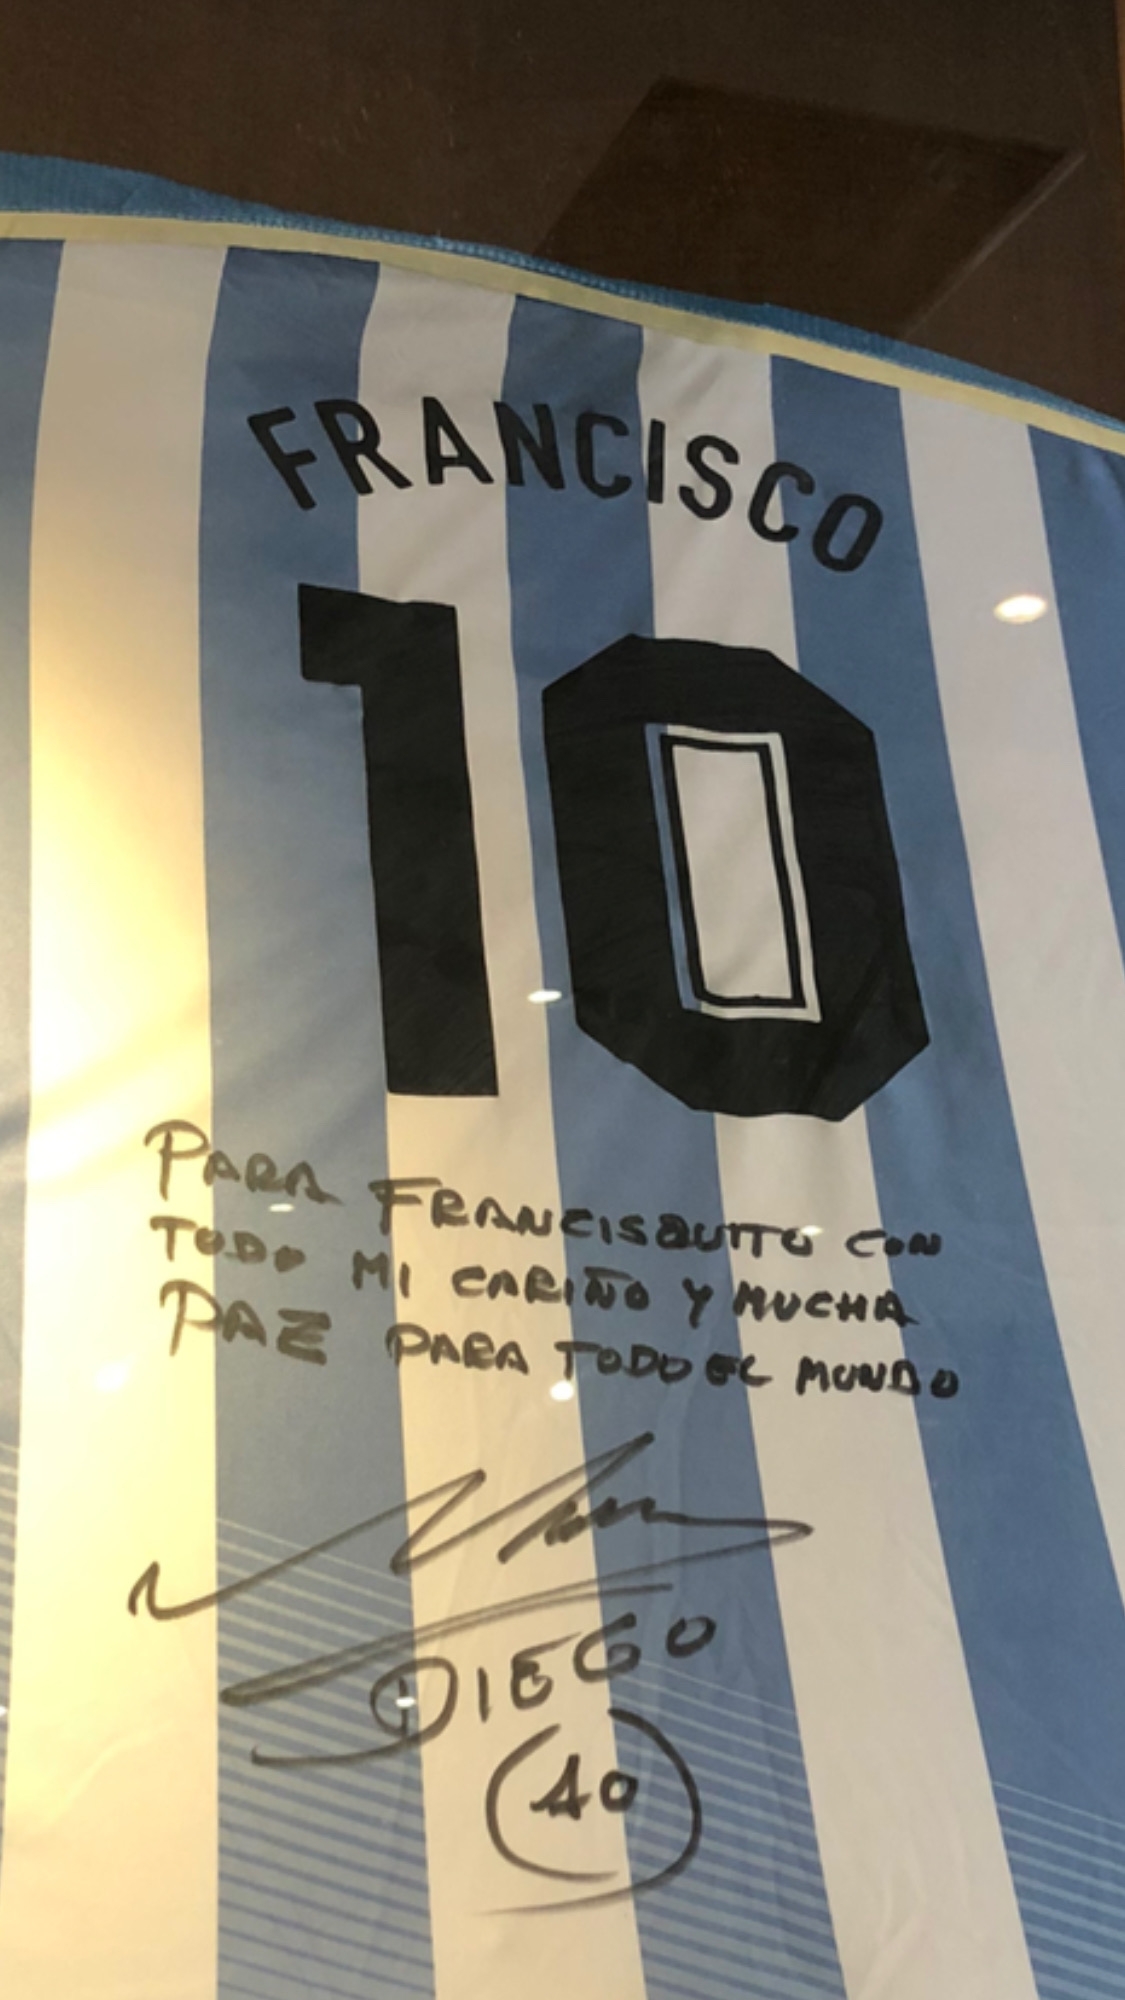 FRANCISCO
10
PARA FRANCISQUITO CON
TODO MI CARIÑO Y MUCHA
PAZ PARA TODO EL MUNDO
DIEGO
10